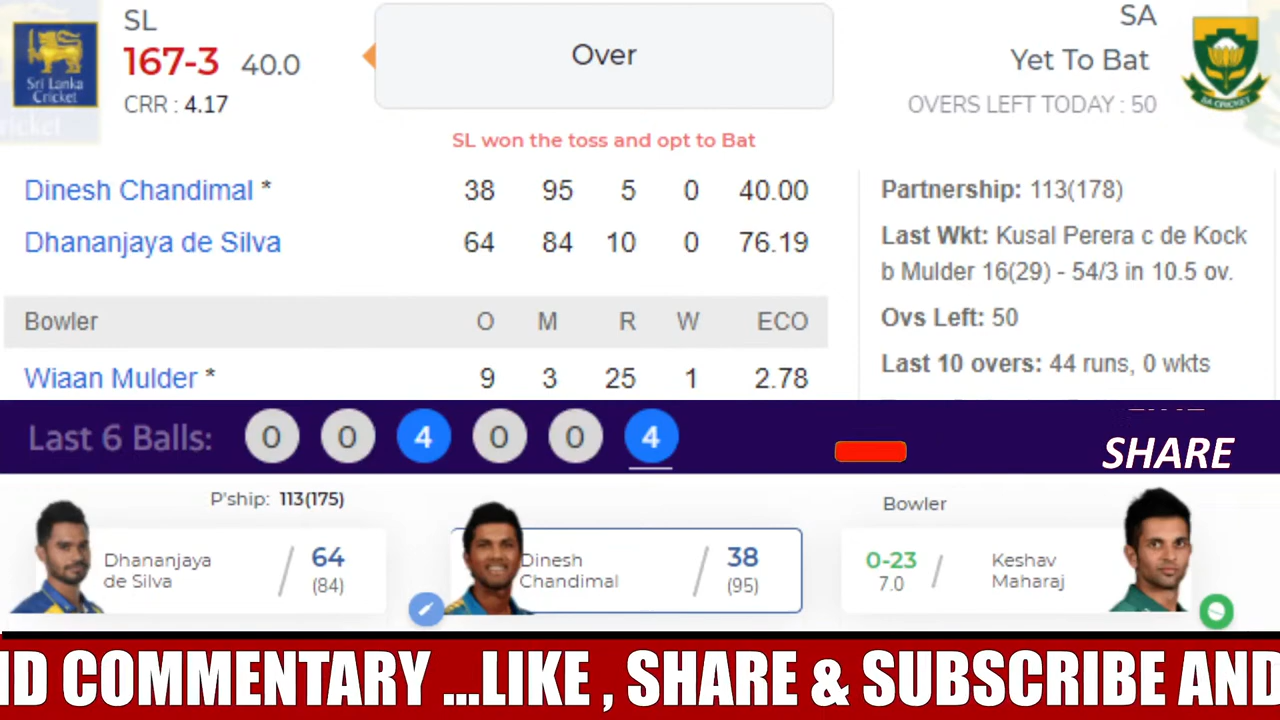 SL
167-3 40.0
CRR : 4.17
Sri Lanka
Cricket
Over
SA
Yet To Bat
OVERS LEFT TODAY : 50
SA CRICKET
SL won the toss and opt to Bat
Dinesh Chandimal * 38 95 5 0 40.00
Dhananjaya de Silva 64 84 10 0 76.19
Bowler O M R W ECO
Wiaan Mulder * 9 3 25 1 2.78
Partnership: 113(178)
Last Wkt: Kusal Perera c de Kock
b Mulder 16(29) - 54/3 in 10.5 ov.
Ovs Left: 50
Last 10 overs: 44 runs, 0 wkts
Last 6 Balls: 0 0 4 0 0 4
SHARE
P'ship: 113(175)
Dhananjaya
de Silva
64
(84)
Dinesh
Chandimal
38
(95)
Bowler
0-23
7.0
Keshav
Maharaj
ND COMMENTARY ...LIKE , SHARE & SUBSCRIBE AND